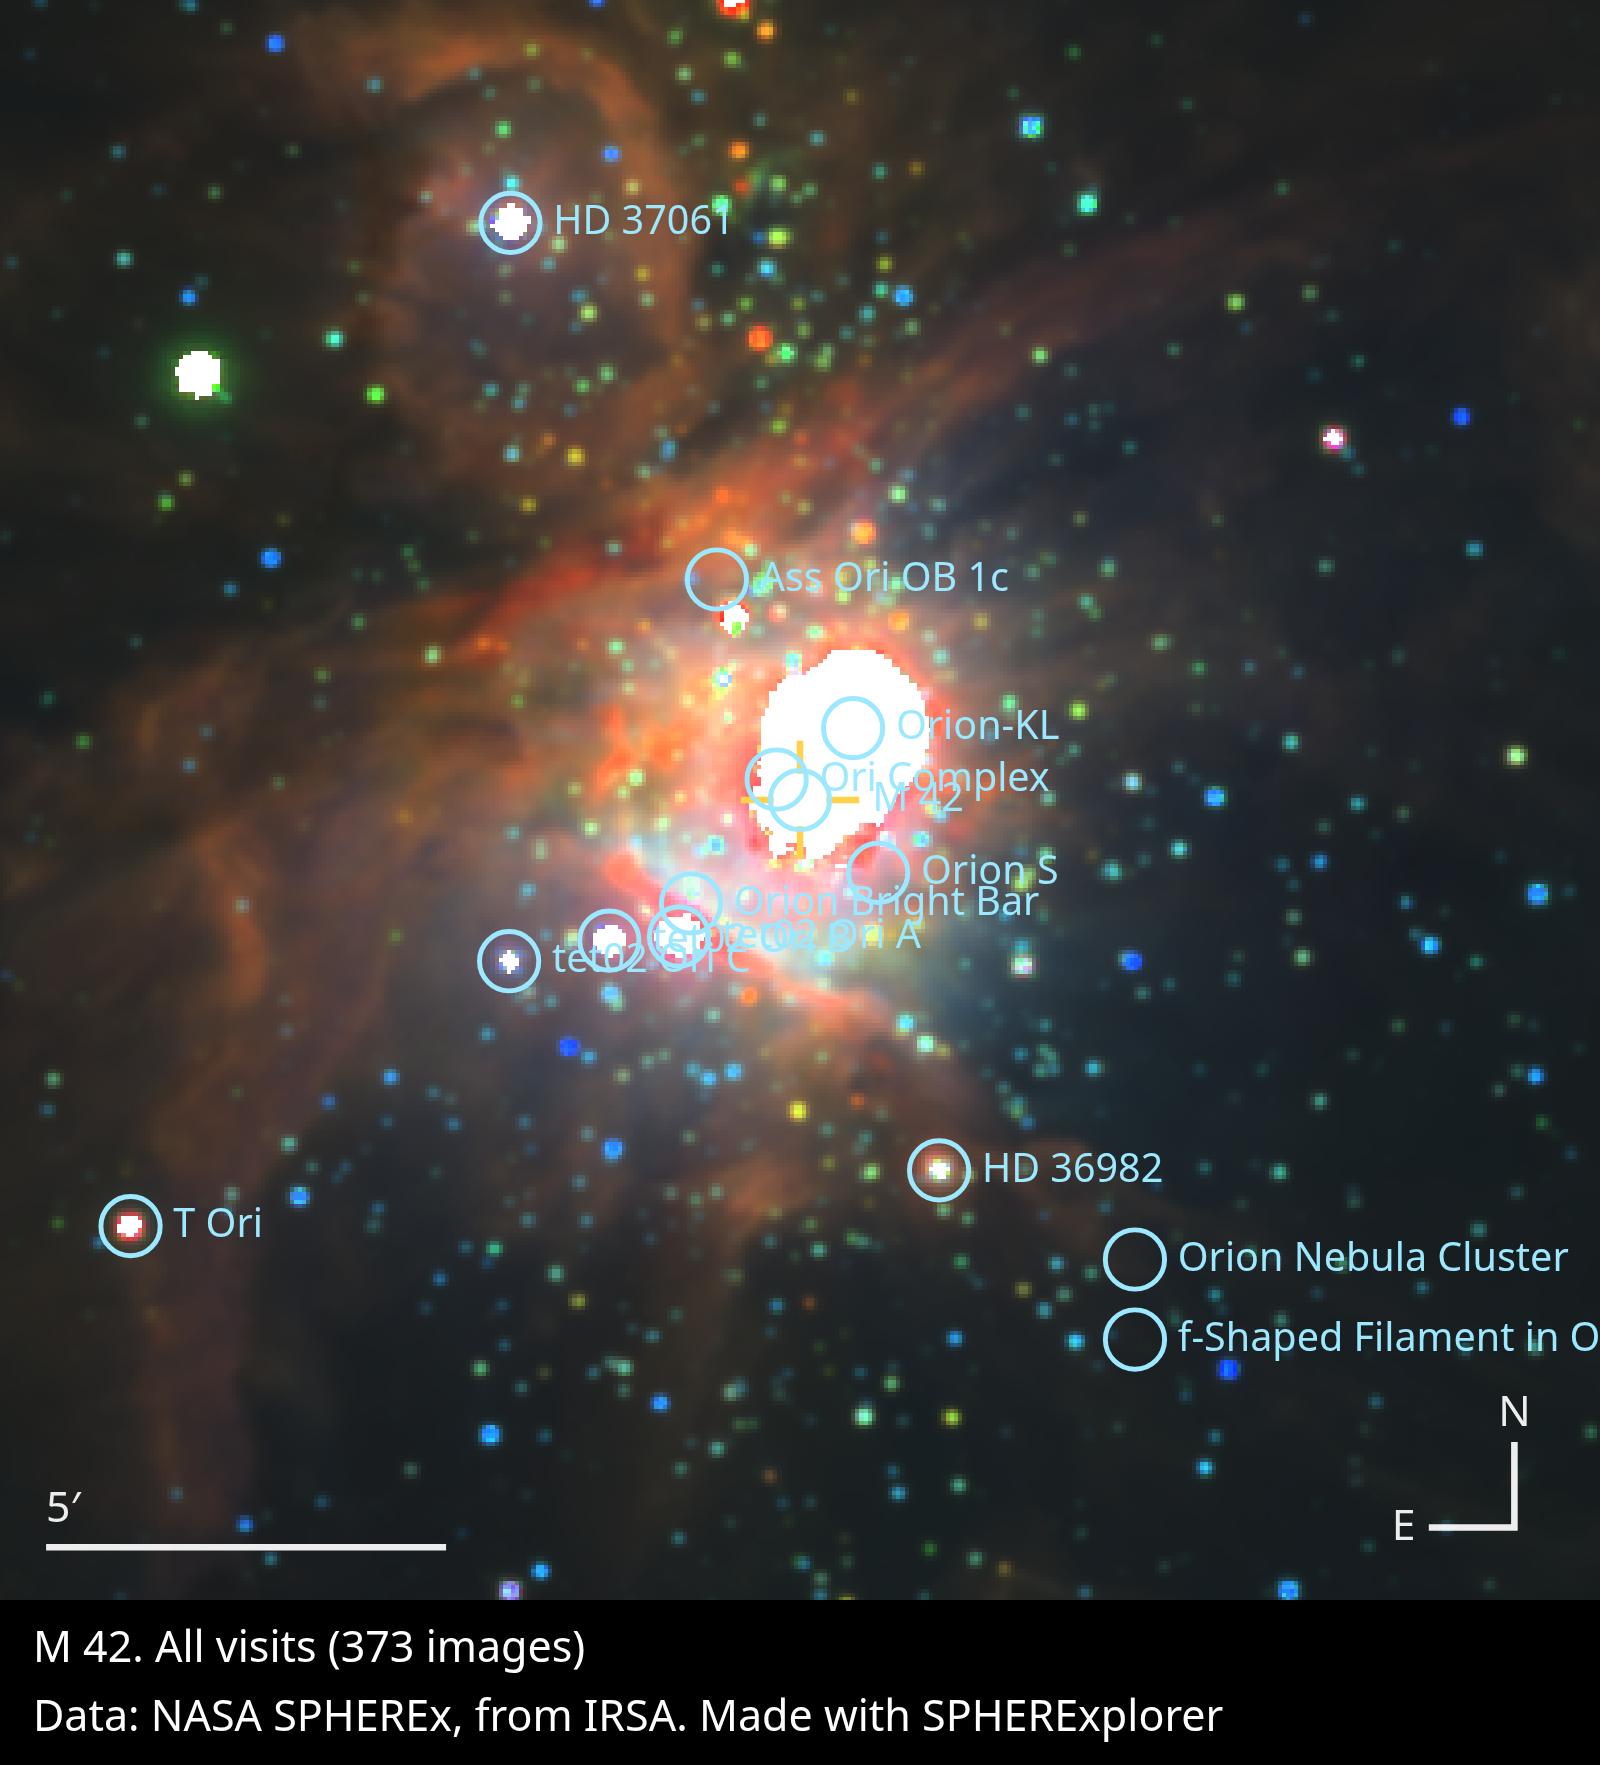 HD 37061
Ass Ori OB 1c
Orion-KL
Ori Complex
M 42
Orion S
Orion Bright Bar
tet02 Ori B
tet02 Ori A
tet02 Ori C
HD 36982
T Ori
Orion Nebula Cluster
f-Shaped Filament in O
N
E
5′
M 42. All visits (373 images)
Data: NASA SPHEREx, from IRSA. Made with SPHERExplorer